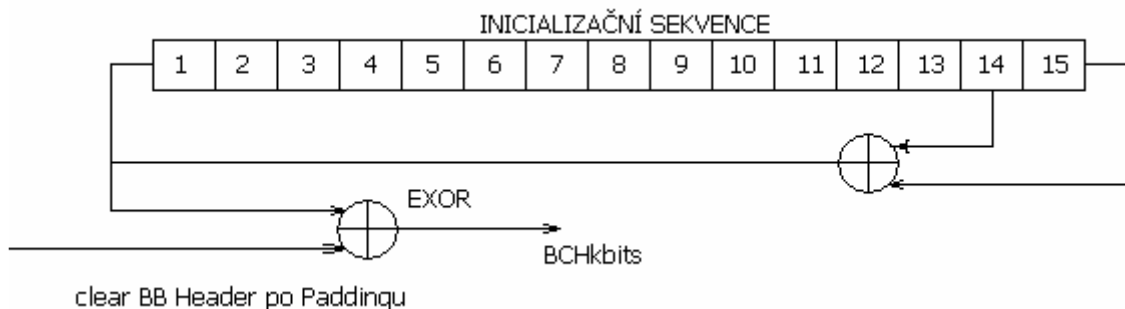 INICIALIZAČNÍ SEKVENCE
1 2 3 4 5 6 7 8 9 10 11 12 13 14 15
EXOR
BCHkbits
clear BB Header po Paddingu